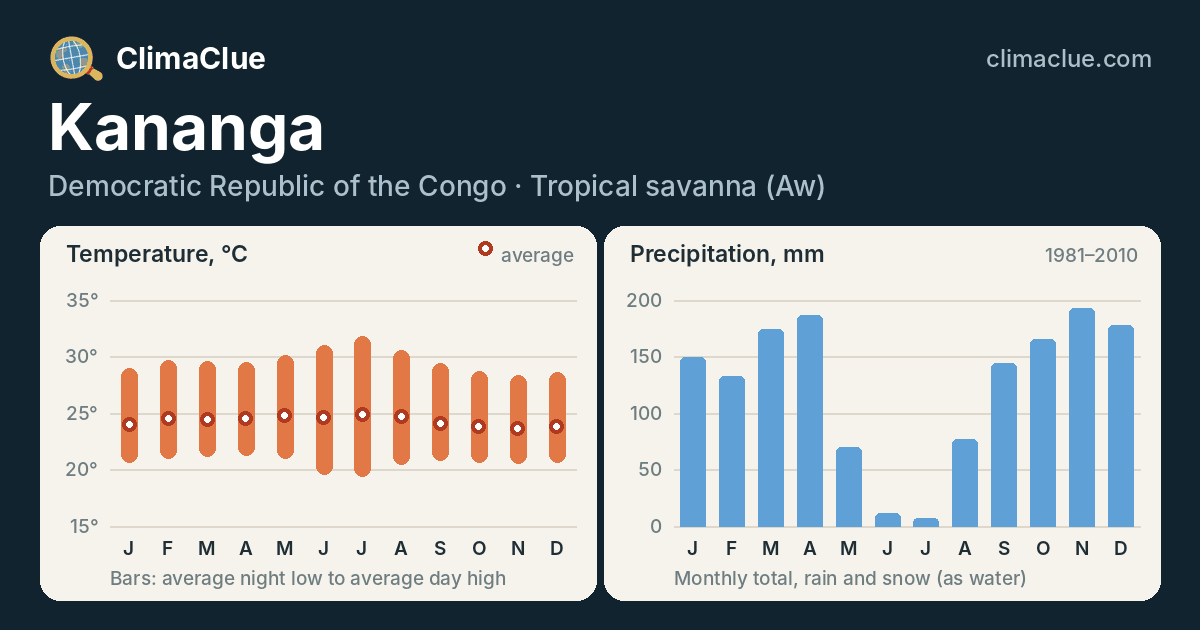 ClimaClue
climaclue.com
Kananga
Democratic Republic of the Congo · Tropical savanna (Aw)
Temperature, °C
average
35°
30°
25°
20°
15°
J F M A M J J A S O N D
Bars: average night low to average day high
Precipitation, mm
1981–2010
200
150
100
50
0
J F M A M J J A S O N D
Monthly total, rain and snow (as water)